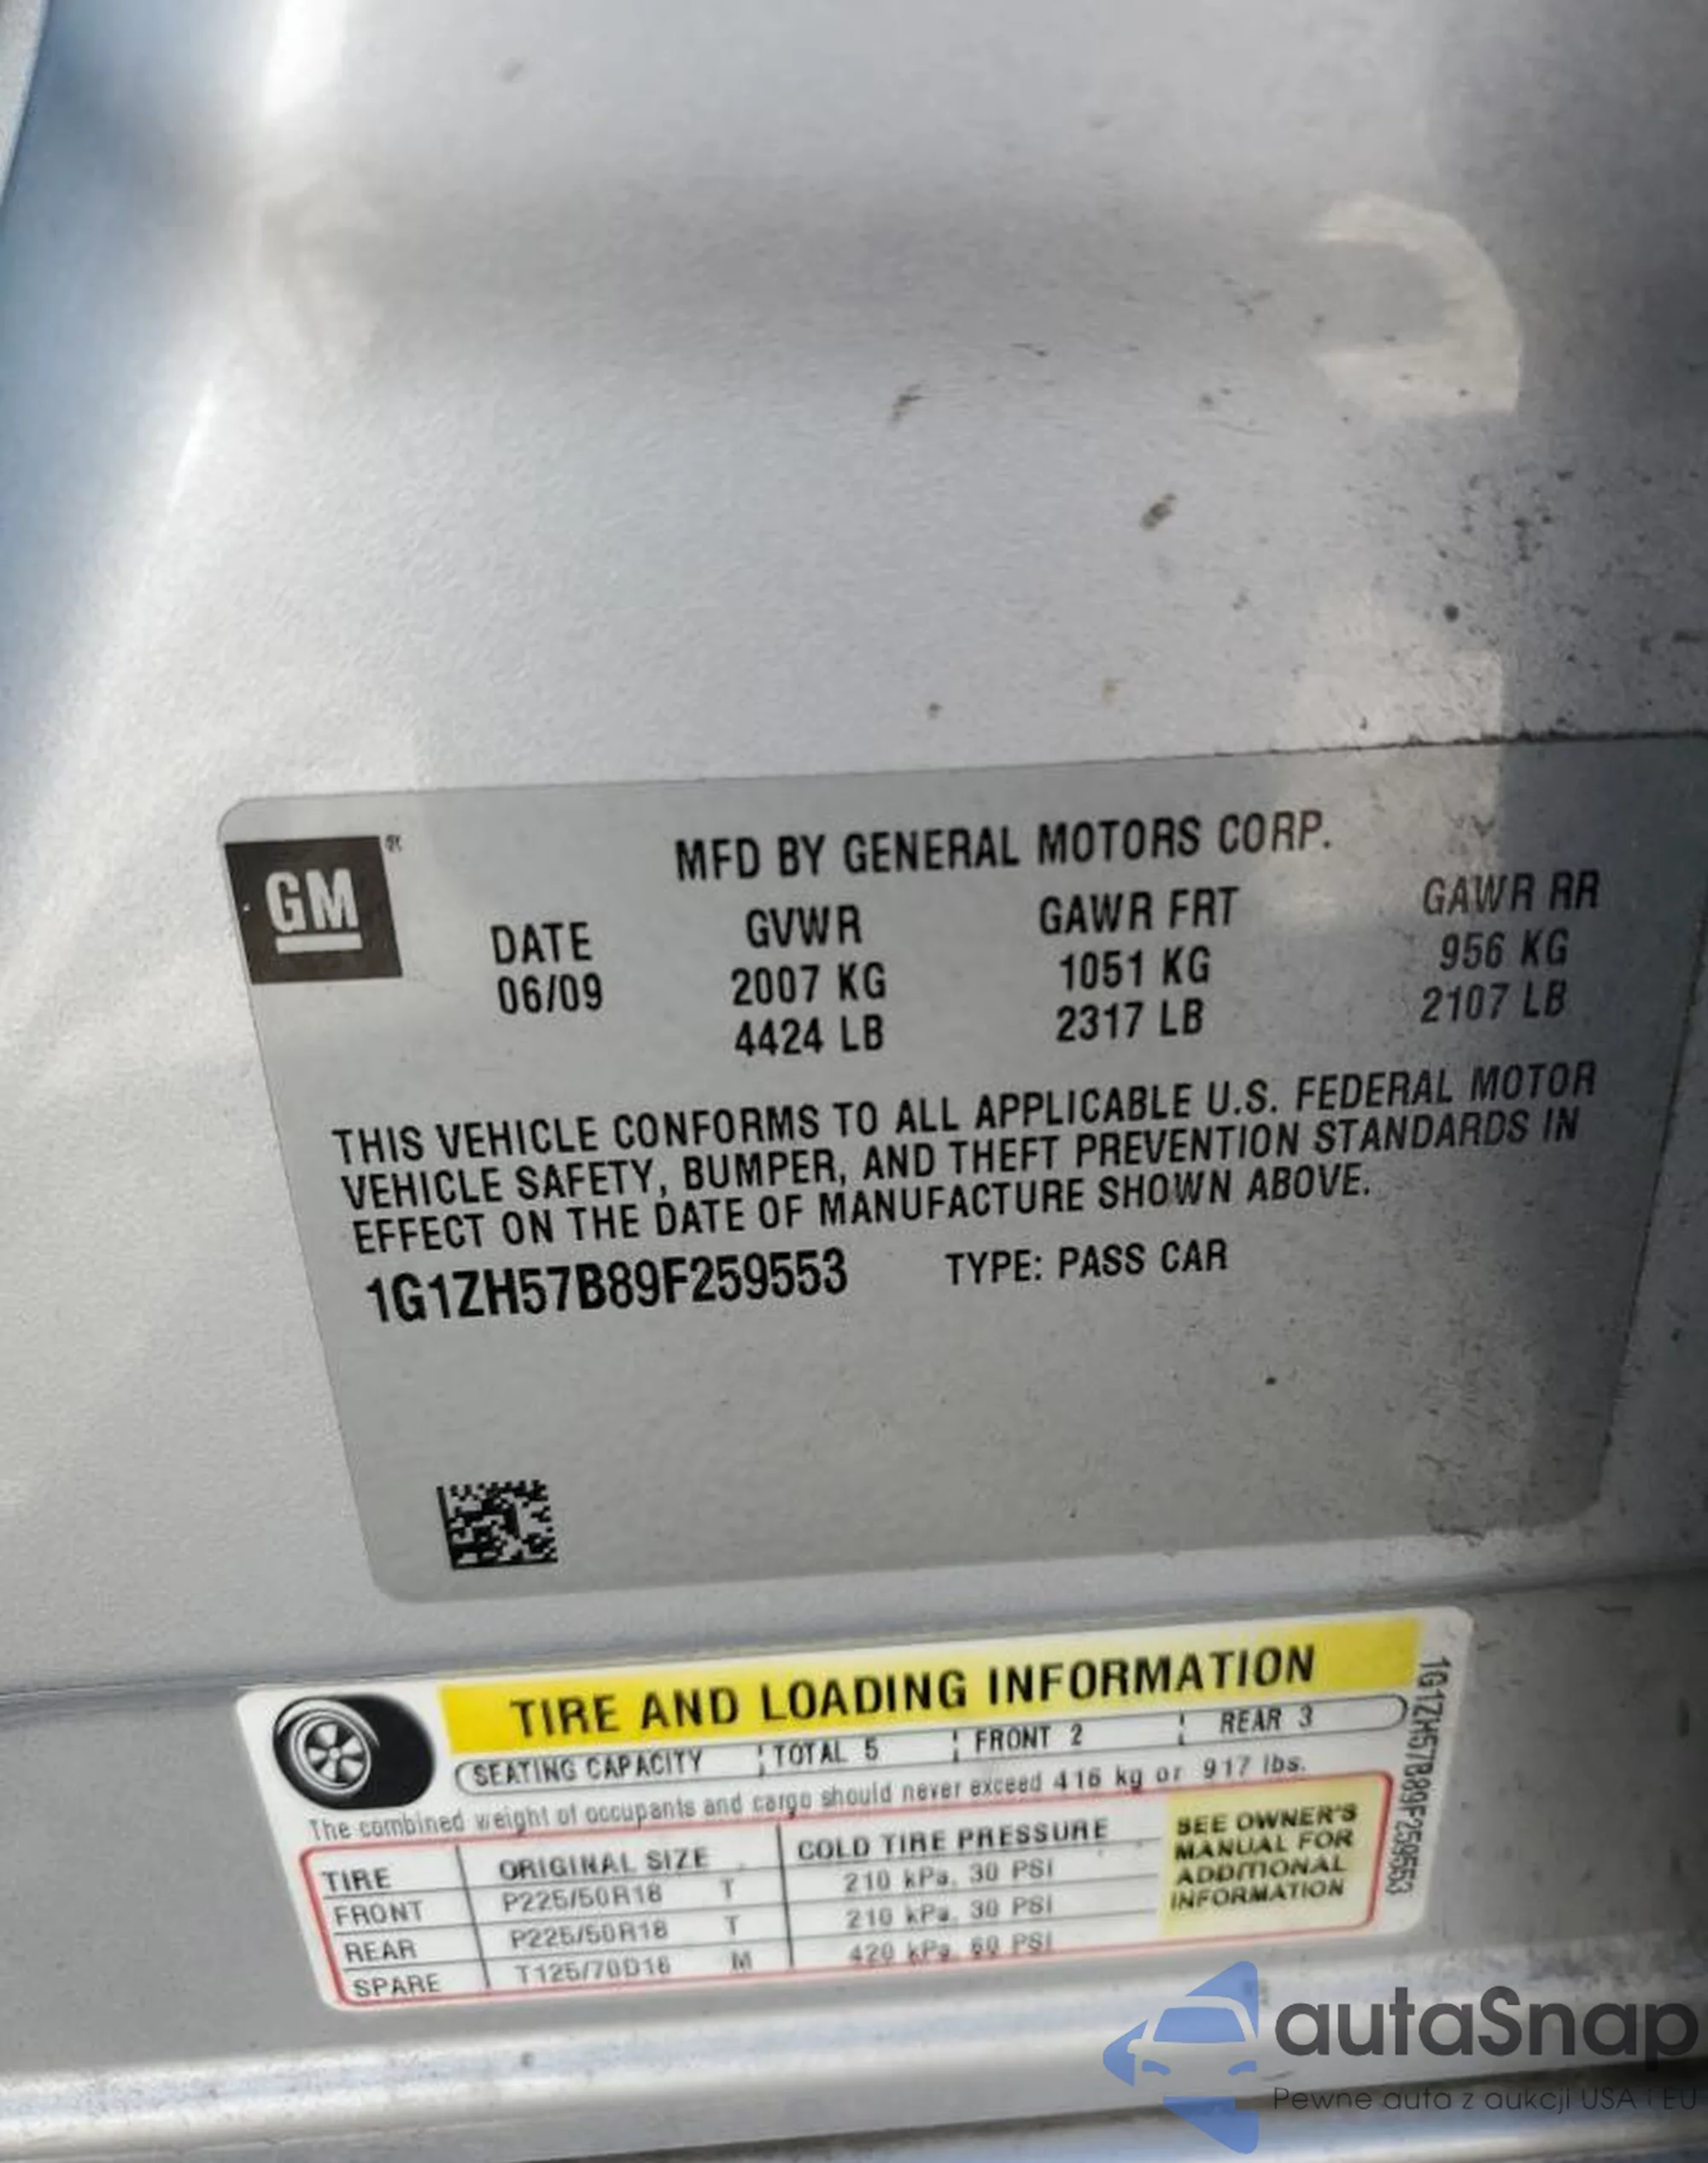 GM
MFD BY GENERAL MOTORS CORP.
DATE GVWR GAWR FRT GAWR RR
06/09 2007 KG 1051 KG 956 KG
4424 LB 2317 LB 2107 LB
THIS VEHICLE CONFORMS TO ALL APPLICABLE U.S. FEDERAL MOTOR
VEHICLE SAFETY, BUMPER, AND THEFT PREVENTION STANDARDS IN
EFFECT ON THE DATE OF MANUFACTURE SHOWN ABOVE.
1G1ZH57B89F259553 TYPE: PASS CAR
TIRE AND LOADING INFORMATION
SEATING CAPACITY TOTAL 5 FRONT 2 REAR 3
The combined weight of occupants and cargo should never exceed 416 kg or 917 lbs.
TIRE ORIGINAL SIZE COLD TIRE PRESSURE
FRONT P225/50R18 T 210 kPa, 30 PSI
REAR P225/50R18 T 210 kPa, 30 PSI
SPARE T125/70D16 M 420 kPa, 60 PSI
SEE OWNER'S
MANUAL FOR
ADDITIONAL
INFORMATION
1G1ZH57B89F259553
autaSnap
Pewne auta z aukcji USA i EU